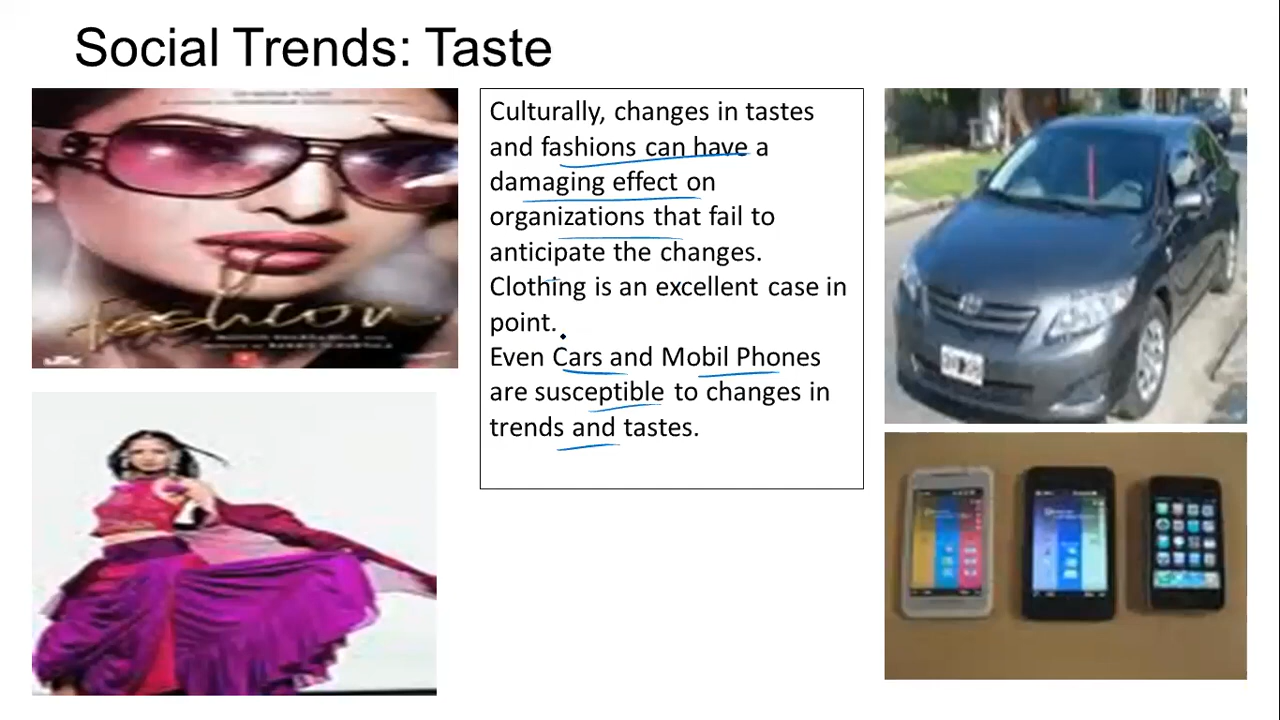 Social Trends: Taste
fashion
Culturally, changes in tastes
and fashions can have a
damaging effect on
organizations that fail to
anticipate the changes.
Clothing is an excellent case in
point.
Even Cars and Mobil Phones
are susceptible to changes in
trends and tastes.